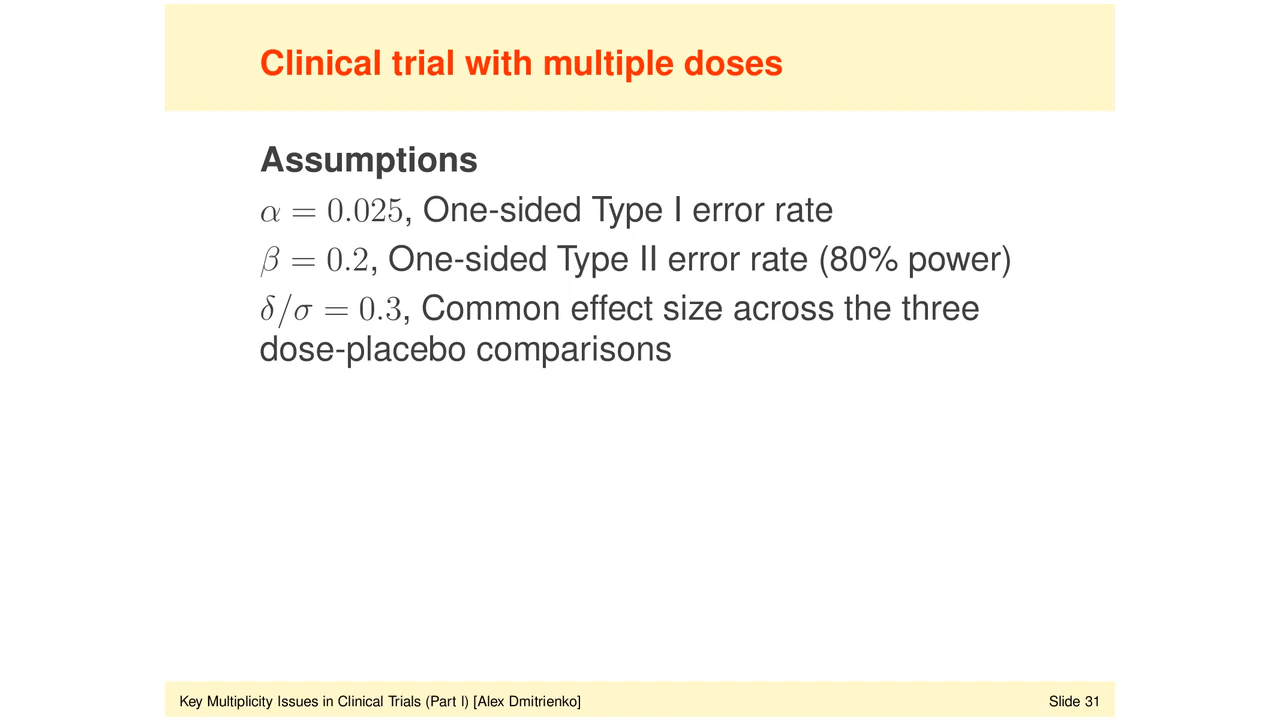 Clinical trial with multiple doses
Assumptions
α = 0.025, One-sided Type I error rate
β = 0.2, One-sided Type II error rate (80% power)
δ/σ = 0.3, Common effect size across the three
dose-placebo comparisons
Key Multiplicity Issues in Clinical Trials (Part I) [Alex Dmitrienko]
Slide 31